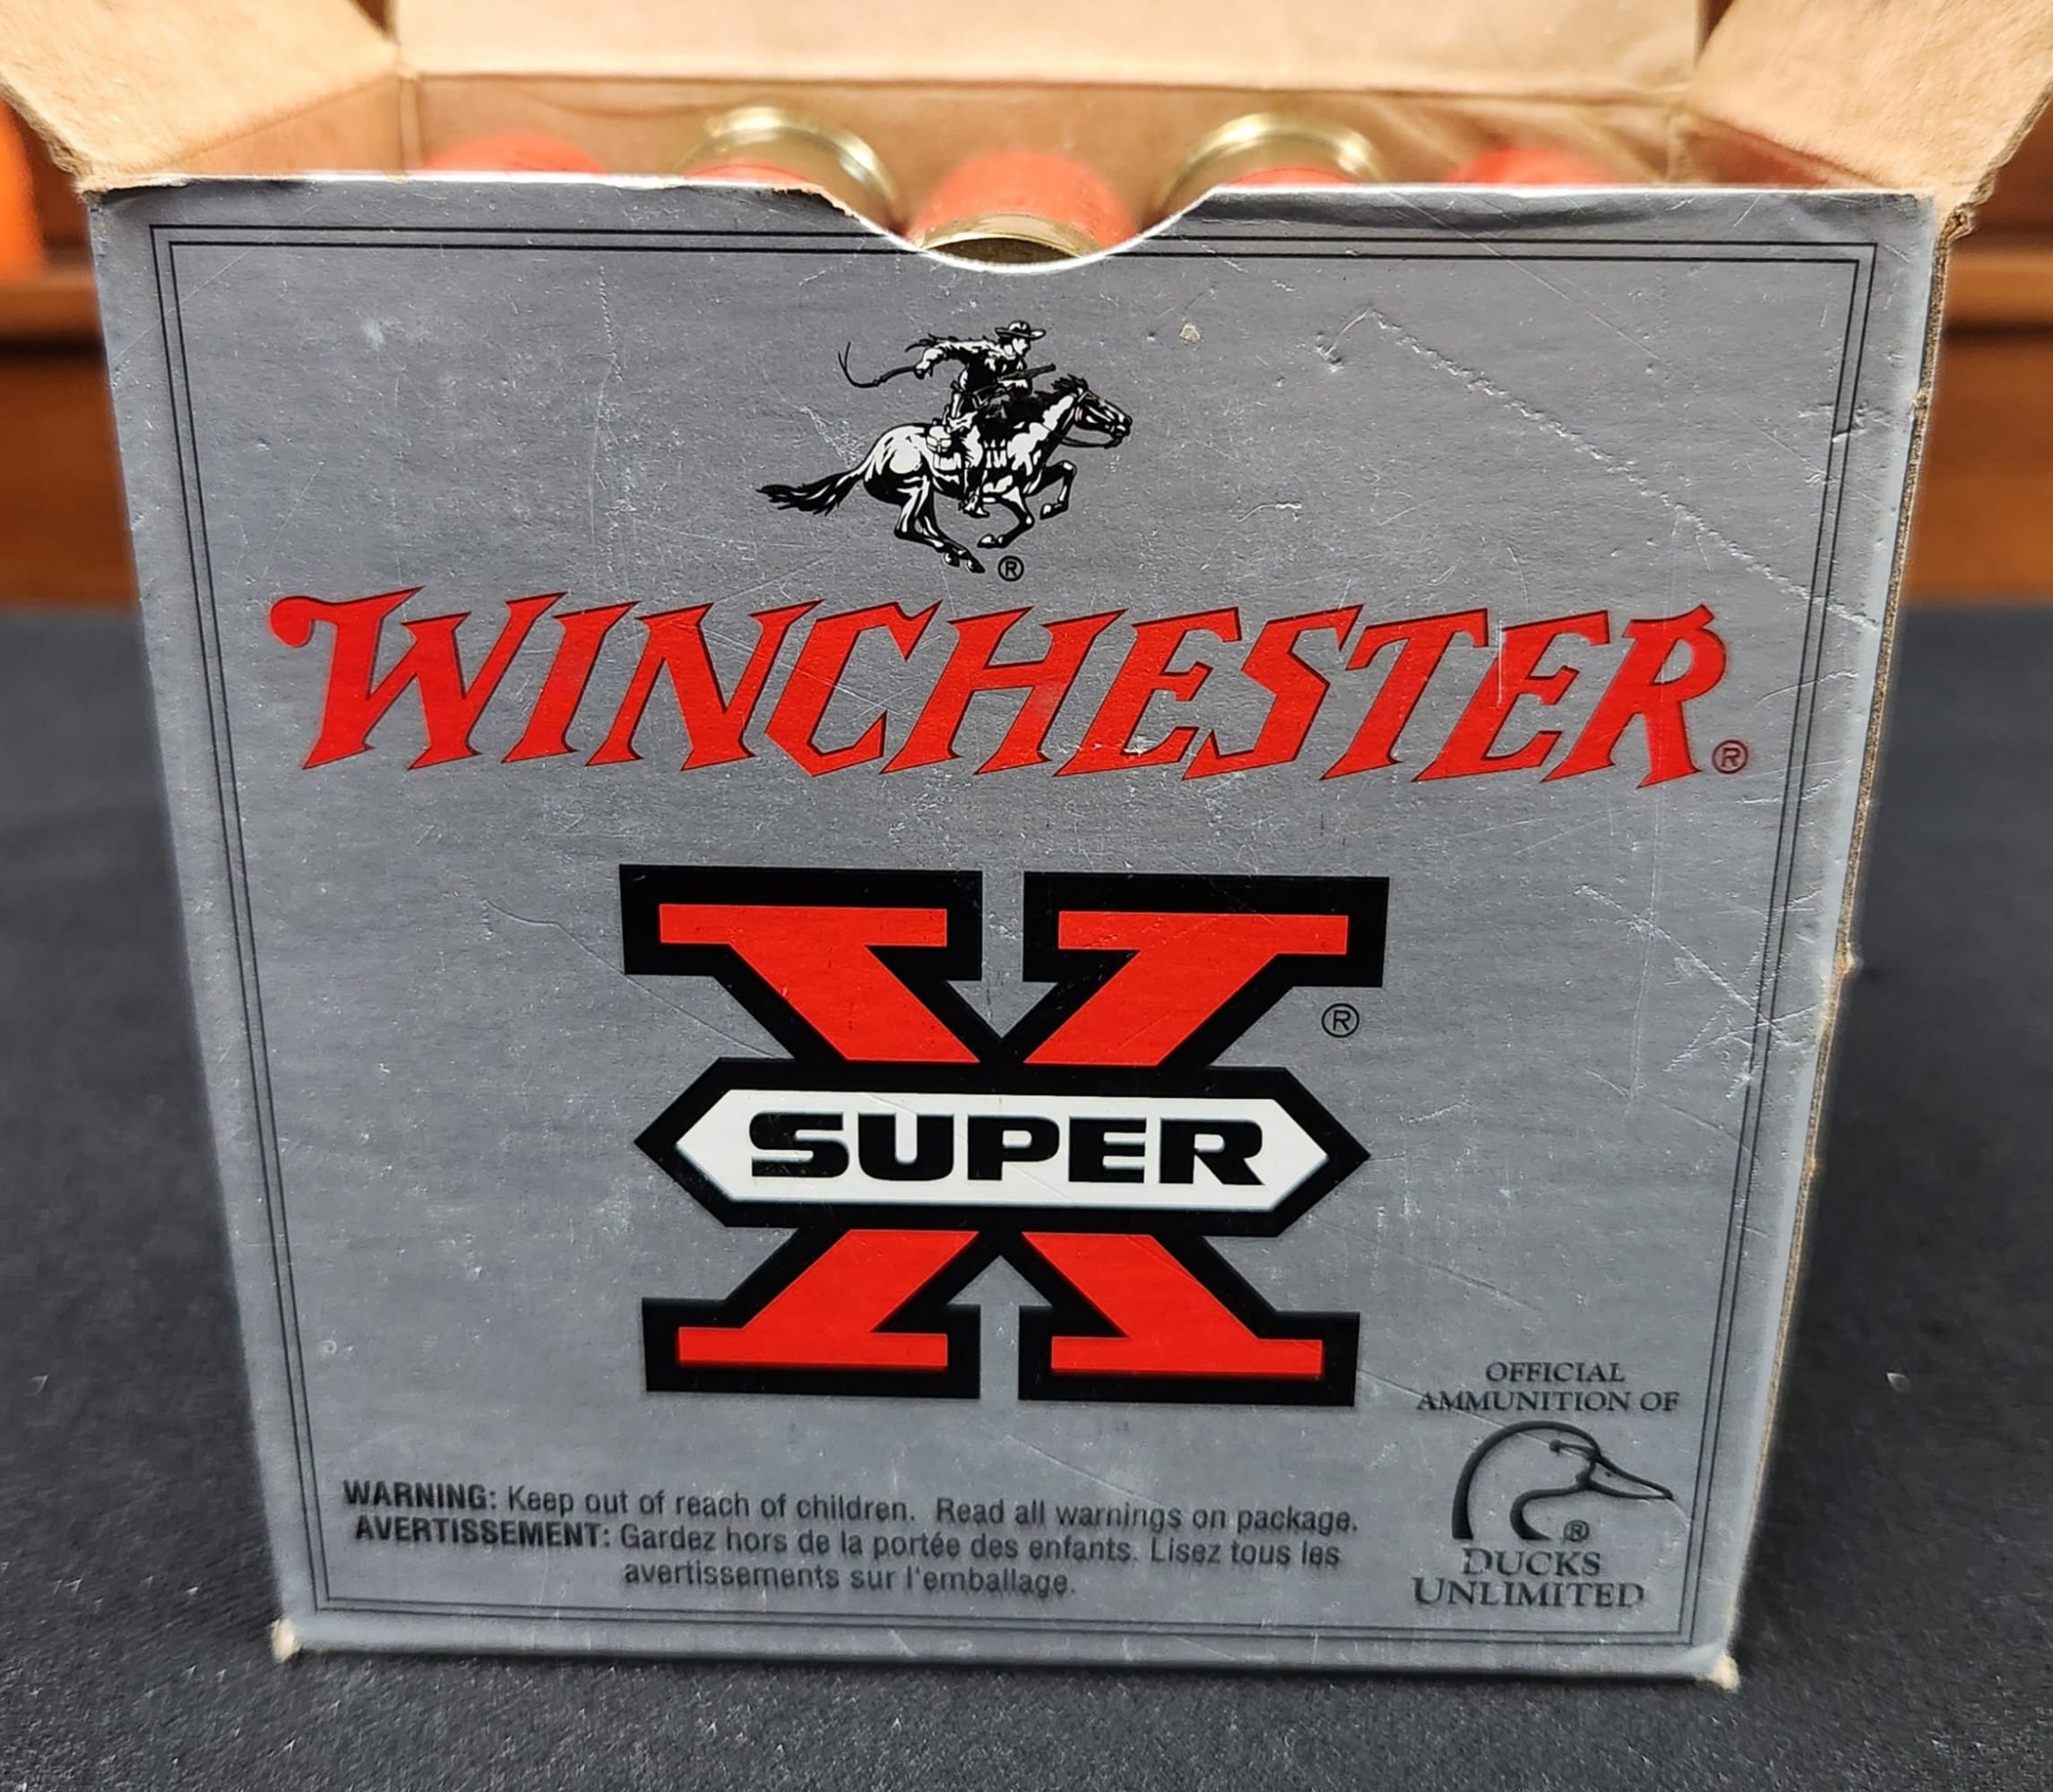 ®
WINCHESTER®
X®
SUPER
OFFICIAL
AMMUNITION OF
®
DUCKS
UNLIMITED
WARNING: Keep out of reach of children. Read all warnings on package.
AVERTISSEMENT: Gardez hors de la portée des enfants. Lisez tous les
avertissements sur l'emballage.